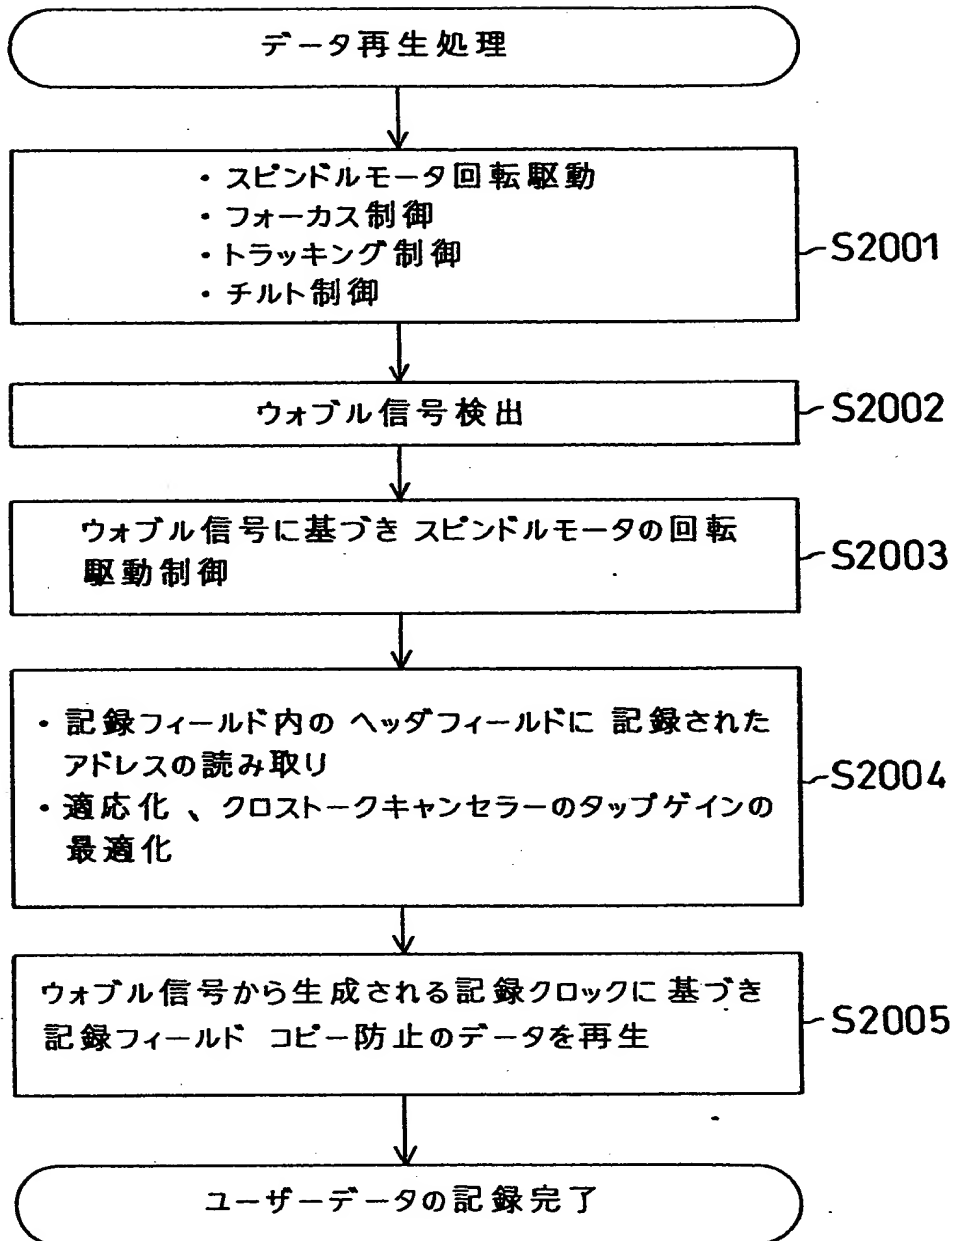 データ再生処理
・スピンドルモータ回転駆動
・フォーカス制御
・トラッキング制御
・チルト制御
S2001
ウォブル信号検出
S2002
ウォブル信号に基づき スピンドルモータの回転
駆動制御
S2003
・記録フィールド内の ヘッダフィールドに 記録された
アドレスの読み取り
・適応化 、クロストークキャンセラーのタップゲインの
最適化
S2004
ウォブル信号から生成される記録クロックに基づき
記録フィールド コピー防止のデータを再生
S2005
ユーザーデータの記録完了